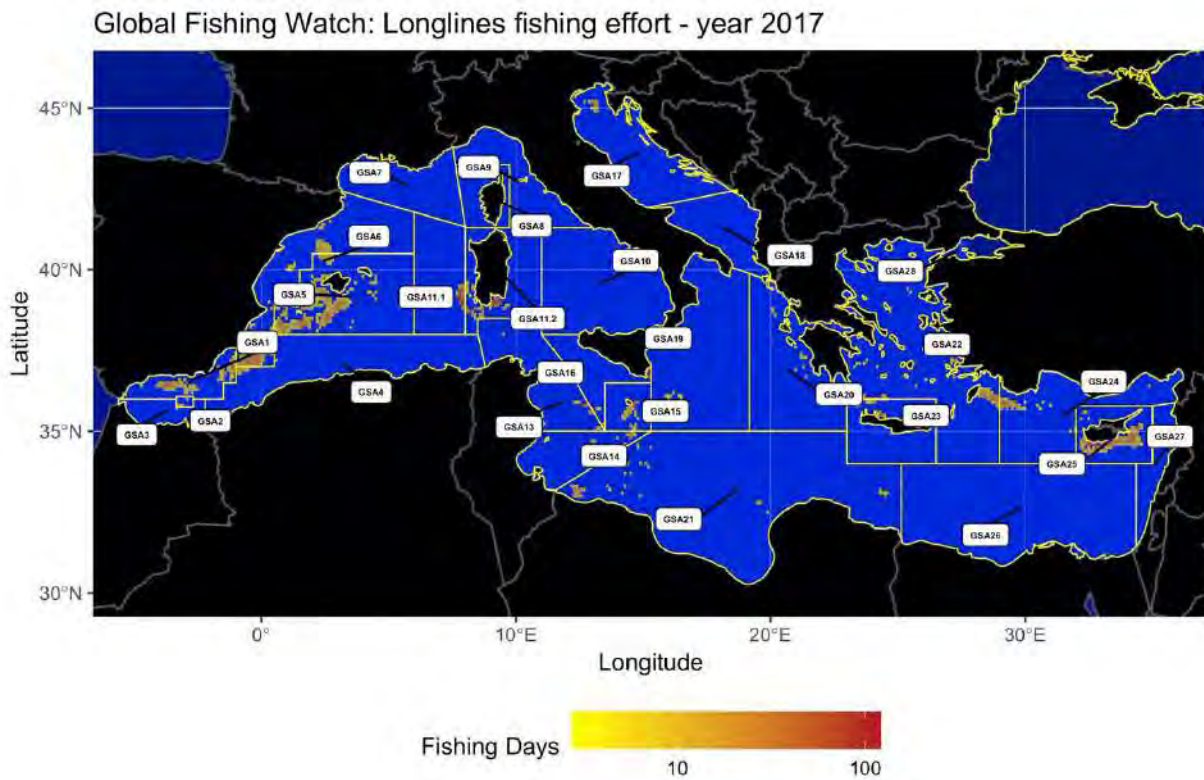 Global Fishing Watch: Longlines fishing effort - year 2017
Latitude
45°N
40°N
35°N
30°N
GSA7
GSA9
GSA17
GSA6
GSA8
GSA18
GSA28
GSA10
GSA5
GSA11.1
GSA11.2
GSA1
GSA19
GSA22
GSA16
GSA4
GSA24
GSA20
GSA15
GSA23
GSA2
GSA3
GSA13
GSA27
GSA14
GSA25
GSA21
GSA26
0°
10°E
20°E
30°E
Longitude
Fishing Days
10
100